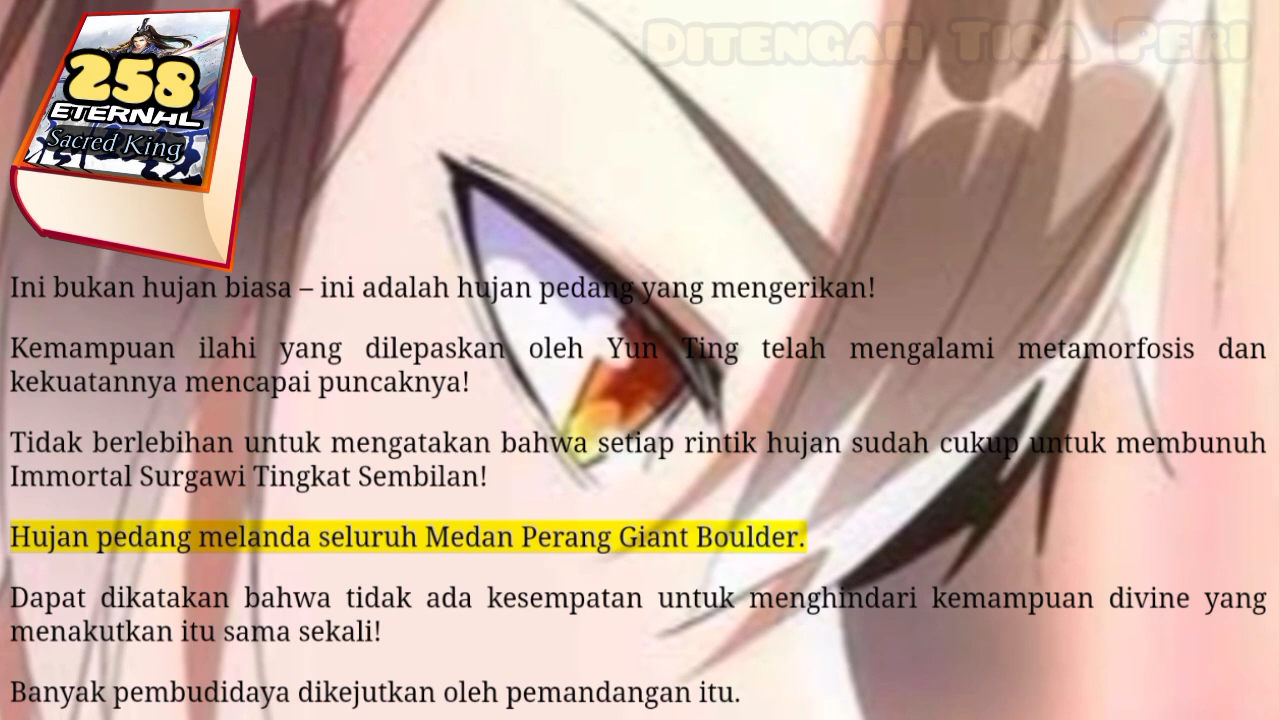 DITENGAH TIGA PERI
258
ETERNAL
Sacred King
Ini bukan hujan biasa – ini adalah hujan pedang yang mengerikan!
Kemampuan ilahi yang dilepaskan oleh Yun Ting telah mengalami metamorfosis dan
kekuatannya mencapai puncaknya!
Tidak berlebihan untuk mengatakan bahwa setiap rintik hujan sudah cukup untuk membunuh
Immortal Surgawi Tingkat Sembilan!
Hujan pedang melanda seluruh Medan Perang Giant Boulder.
Dapat dikatakan bahwa tidak ada kesempatan untuk menghindari kemampuan divine yang
menakutkan itu sama sekali!
Banyak pembudidaya dikejutkan oleh pemandangan itu.